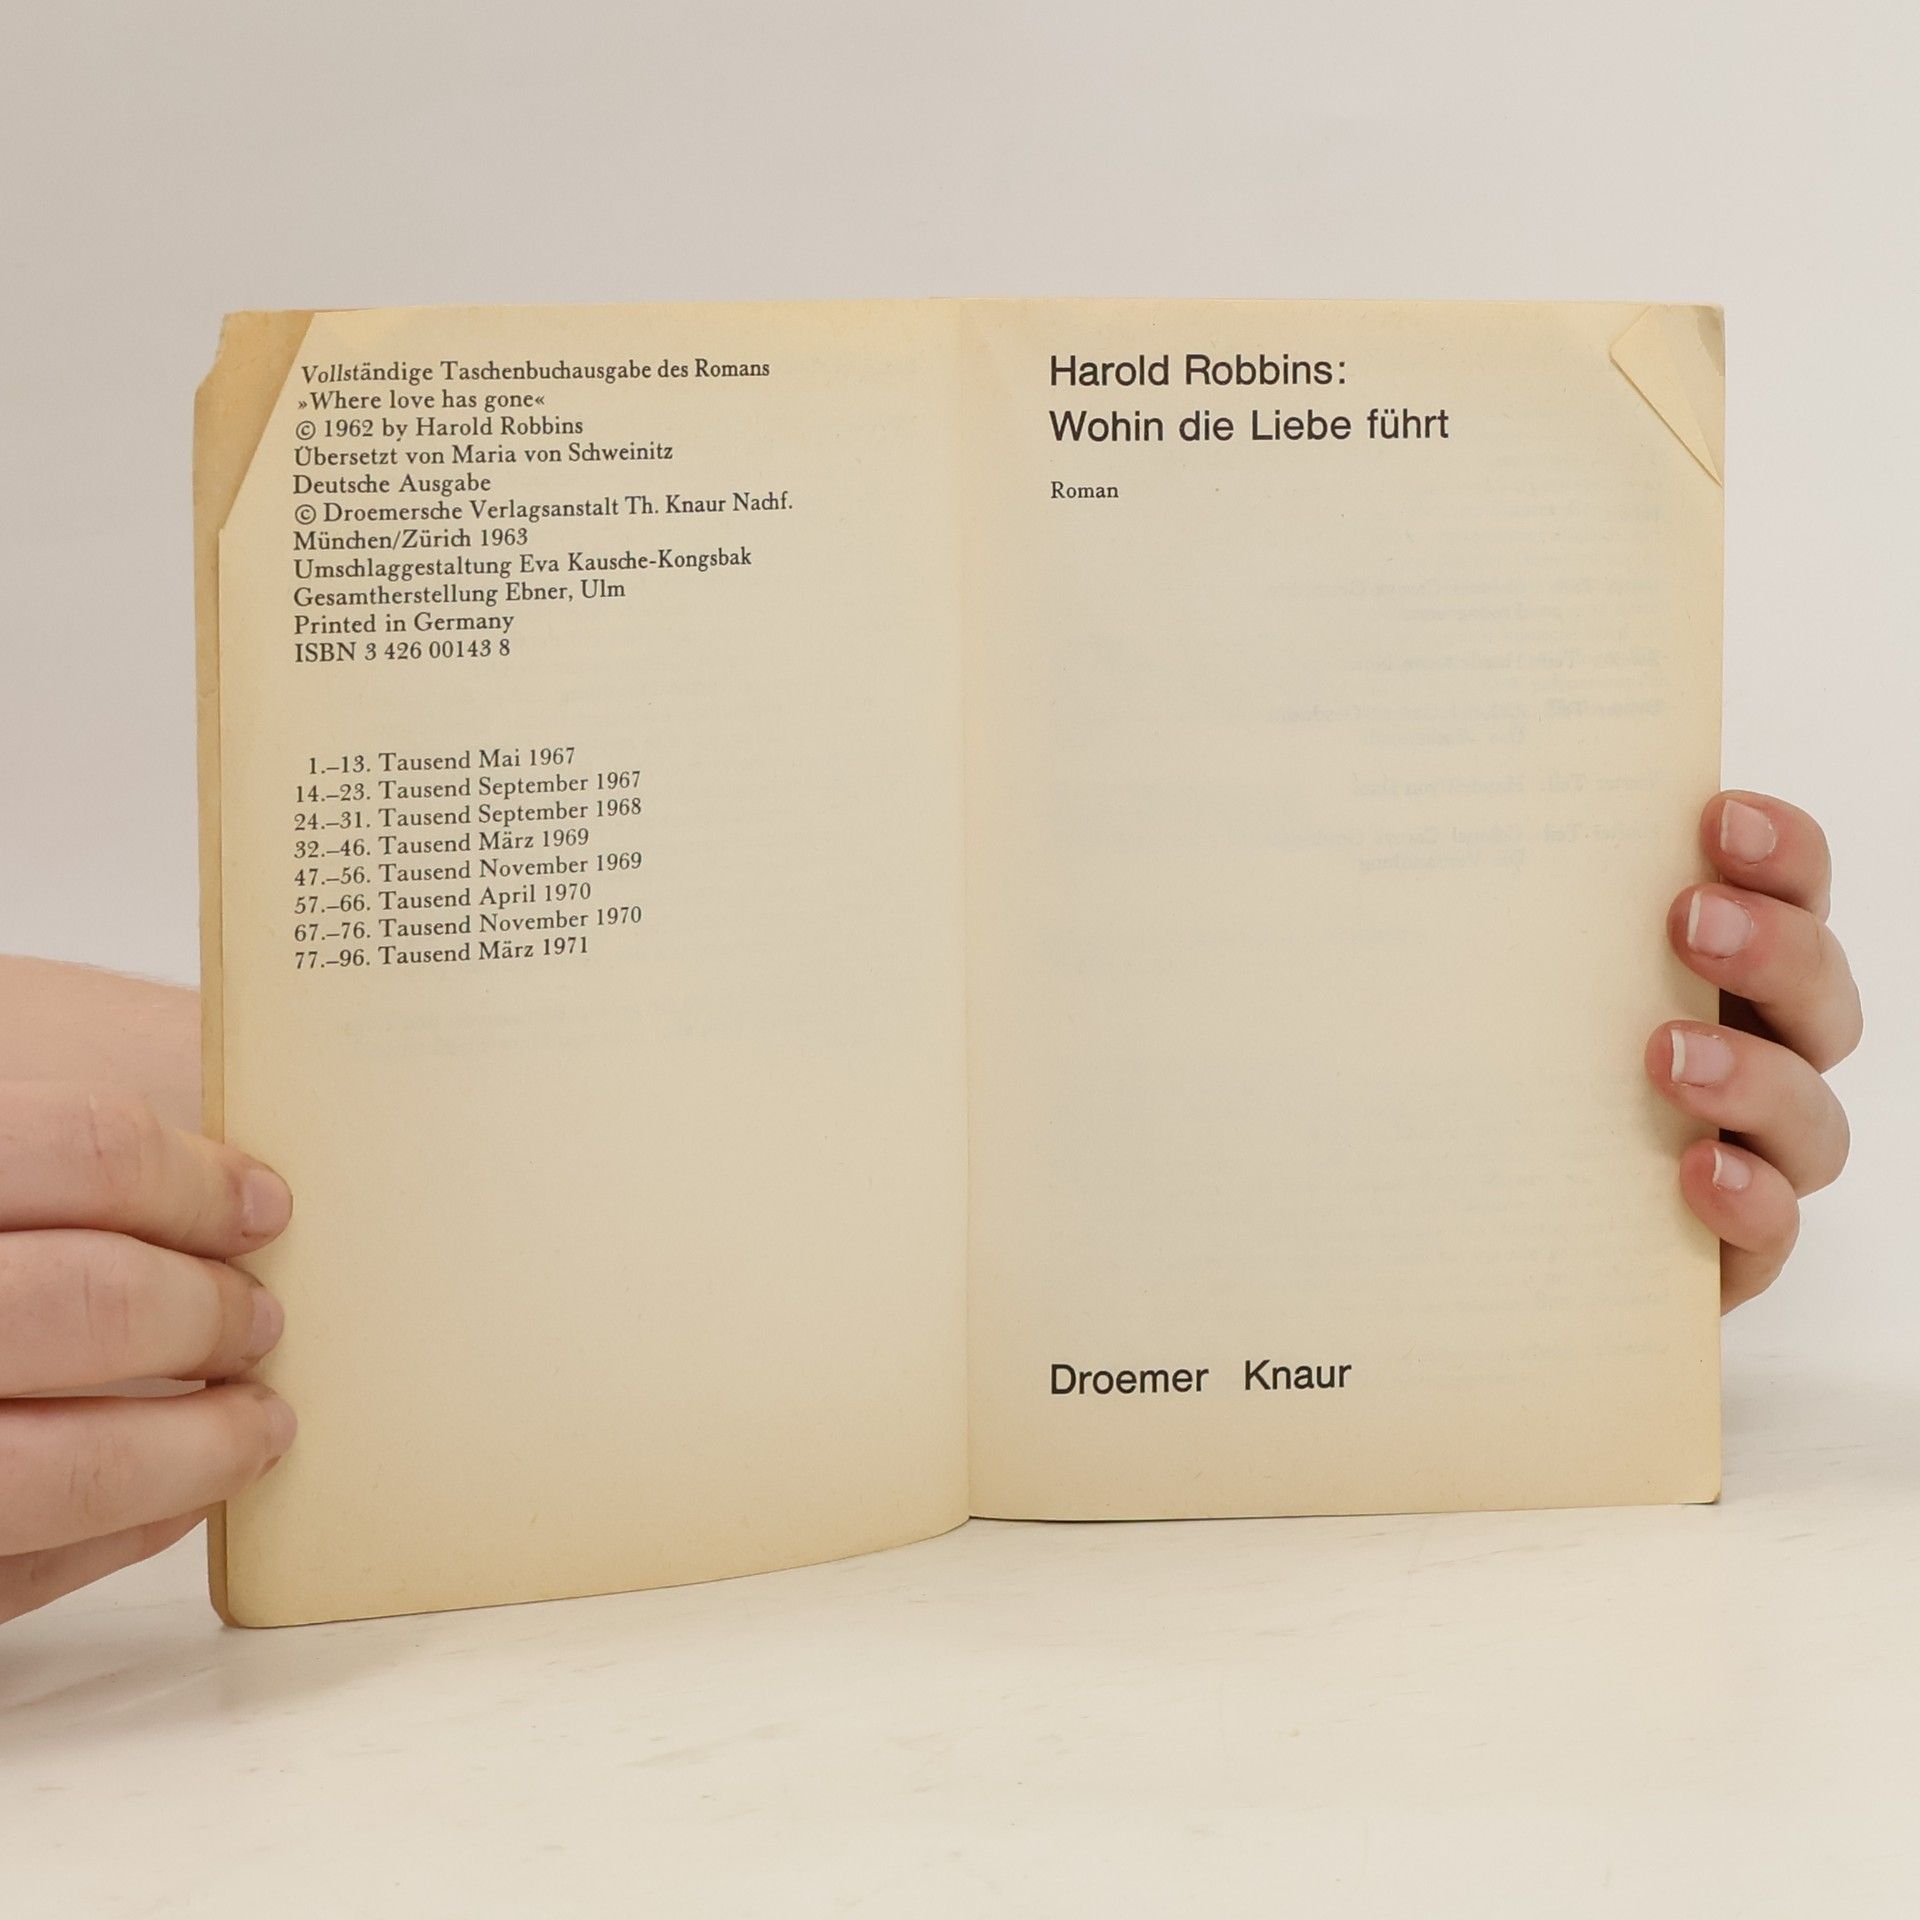 Vollständige Taschenbuchausgabe des Romans
»Where love has gone«
© 1962 by Harold Robbins
Übersetzt von Maria von Schweinitz
Deutsche Ausgabe
© Droemersche Verlagsanstalt Th. Knaur Nachf.
München/Zürich 1963
Umschlaggestaltung Eva Kausche-Kongsbak
Gesamtherstellung Ebner, Ulm
Printed in Germany
ISBN 3 426 00143 8
1.–13. Tausend Mai 1967
14.–23. Tausend September 1967
24.–31. Tausend September 1968
32.–46. Tausend März 1969
47.–56. Tausend November 1969
57.–66. Tausend April 1970
67.–76. Tausend November 1970
77.–96. Tausend März 1971
Harold Robbins:
Wohin die Liebe führt
Roman
Droemer Knaur